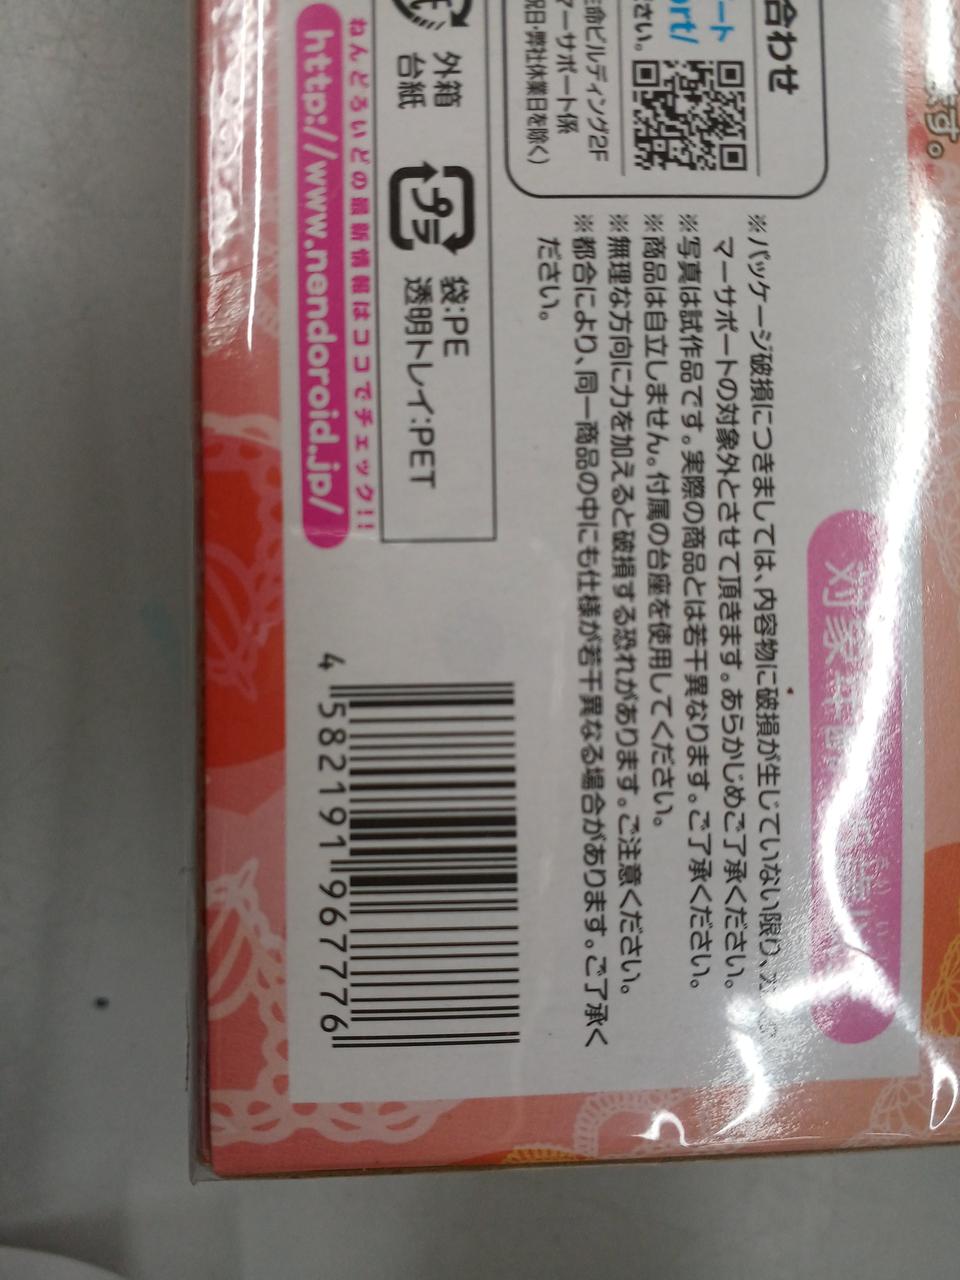 合わせ
ート
ort/
ださい。
生命ビルディング2F
マーサポート係
祝日・弊社休業日を除く)
ます。
対象年齢
※パッケージ破損につきましては、内容物に破損が生じていない限り、
マーサポートの対象外とさせて頂きます。あらかじめご了承ください。
※写真は試作品です。実際の商品とは若干異なります。ご了承ください。
※商品は自立しません。付属の台座を使用してください。
※無理な方向に力を加えると破損する恐れがあります。ご注意ください。
※都合により、同一商品の中にも仕様が若干異なる場合があります。ご了承く
ださい。
外箱
台紙
プラ
袋:PE
透明トレイ:PET
ねんどろいどの最新情報はココでチェック!!
http://www.nendoroid.jp/
4 582191 967776